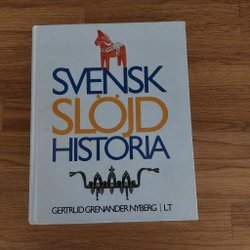 SVENSK
SLÖJD
HISTORIA
GERTRUD GRENANDER NYBERG | LT